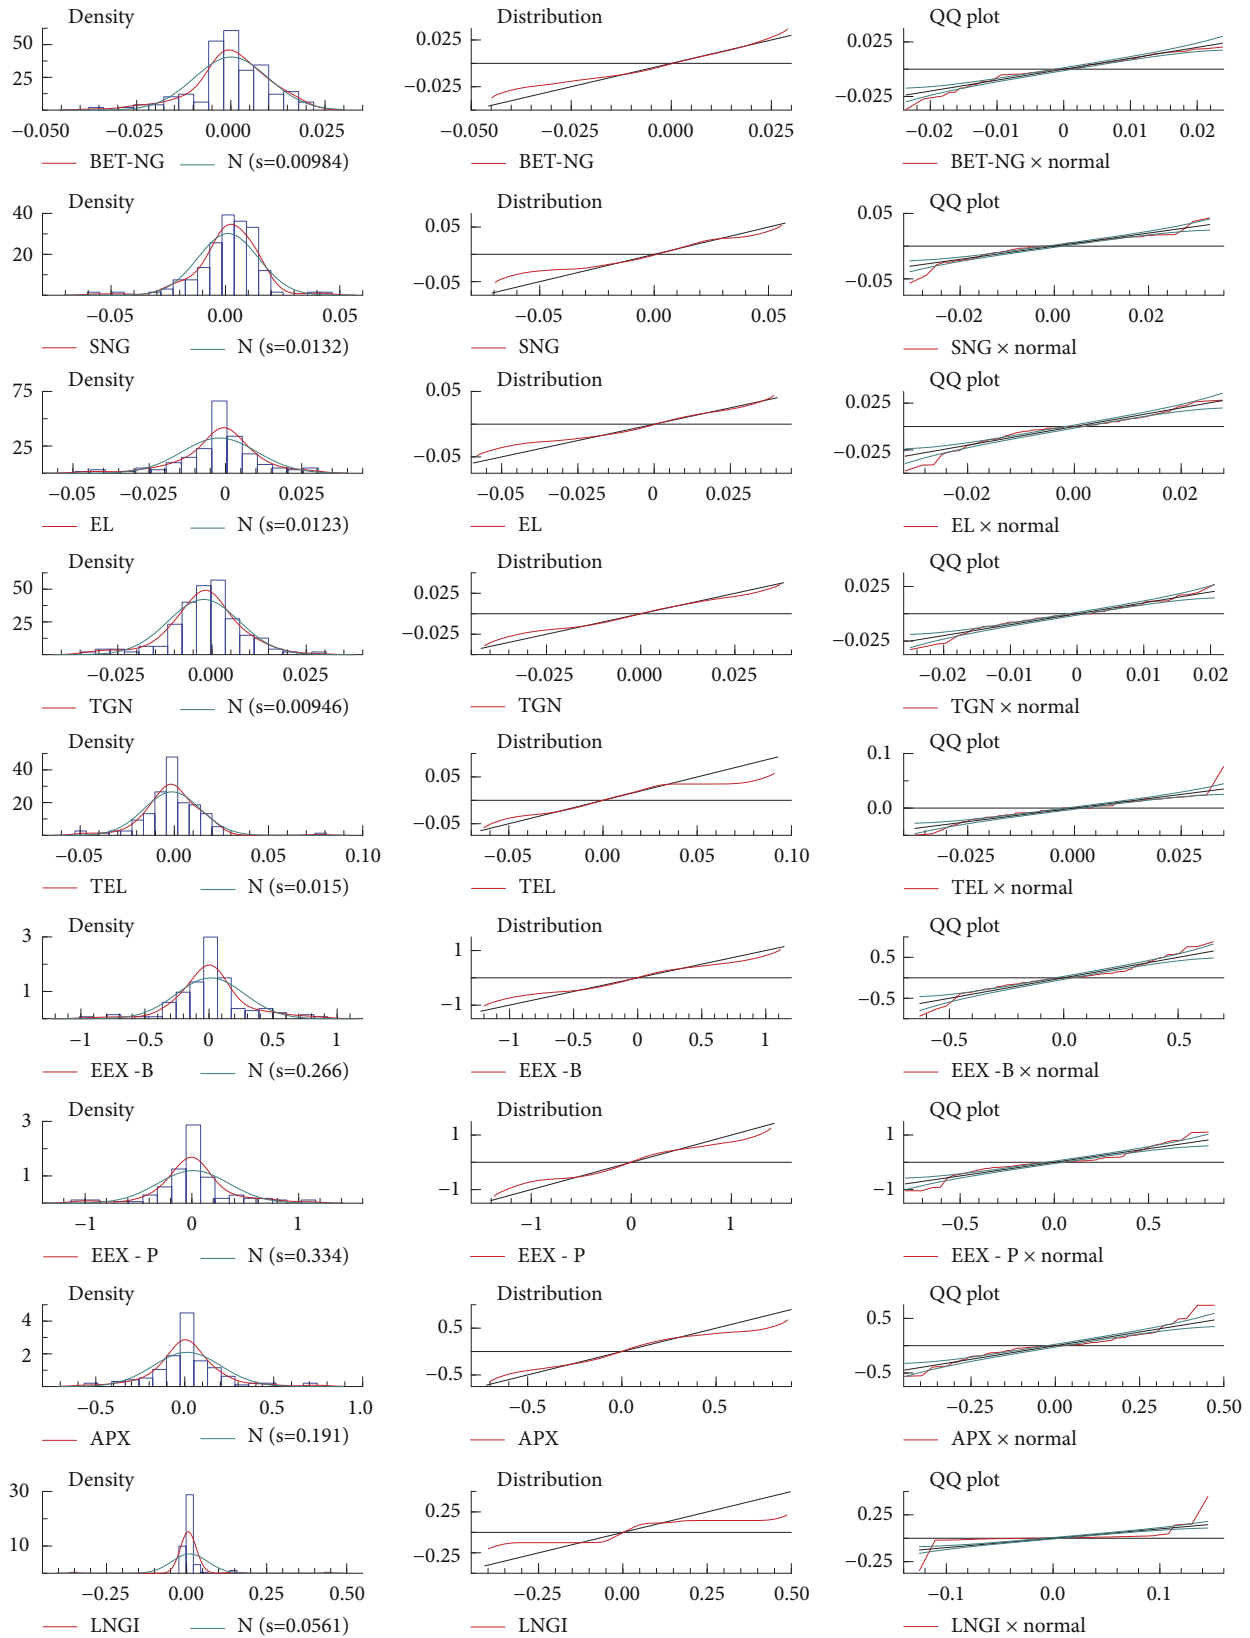 Density Distribution QQ plot
50 0.025 0.025
25 −0.025 −0.025
−0.050 −0.025 0.000 0.025 −0.050 −0.025 0.000 0.025 −0.02 −0.01 0 0.01 0.02
BET-NG N (s=0.00984) BET-NG BET-NG × normal
Density Distribution QQ plot
40 0.05 0.05
20 −0.05 −0.05
−0.05 0.00 0.05 −0.05 0.00 0.05 −0.02 0.00 0.02
SNG N (s=0.0132) SNG SNG × normal
Density Distribution QQ plot
75 0.05 0.025
25 −0.05 −0.025
−0.05 −0.025 0 0.025 −0.05 −0.025 0 0.025 −0.02 0.00 0.02
EL N (s=0.0123) EL EL × normal
Density Distribution QQ plot
50 0.025 0.025
25 −0.025 −0.025
−0.025 0.000 0.025 −0.025 0.000 0.025 −0.02 −0.01 0 0.01 0.02
TGN N (s=0.00946) TGN TGN × normal
Density Distribution QQ plot
40 0.05 0.1
20 −0.05 0.0
−0.05 0.00 0.05 0.10 −0.05 0.00 0.05 0.10 −0.025 0.000 0.025
TEL N (s=0.015) TEL TEL × normal
Density Distribution QQ plot
3 1 0.5
1 −1 −0.5
−1 −0.5 0 0.5 1 −1 −0.5 0 0.5 1 −0.5 0.0 0.5
EEX -B N (s=0.266) EEX -B EEX -B × normal
Density Distribution QQ plot
3 1 1
1 −1 −1
−1 0 1 −1 0 1 −0.5 0.0 0.5
EEX - P N (s=0.334) EEX - P EEX - P × normal
Density Distribution QQ plot
4 0.5 0.5
2 −0.5 −0.5
−0.5 0.0 0.5 1.0 −0.5 0.0 0.5 −0.25 0.00 0.25 0.50
APX N (s=0.191) APX APX × normal
Density Distribution QQ plot
30 0.25 0.25
10 −0.25 −0.25
−0.25 0.00 0.25 0.50 −0.25 0.00 0.25 0.50 −0.1 0.0 0.1
LNGI N (s=0.0561) LNGI LNGI × normal